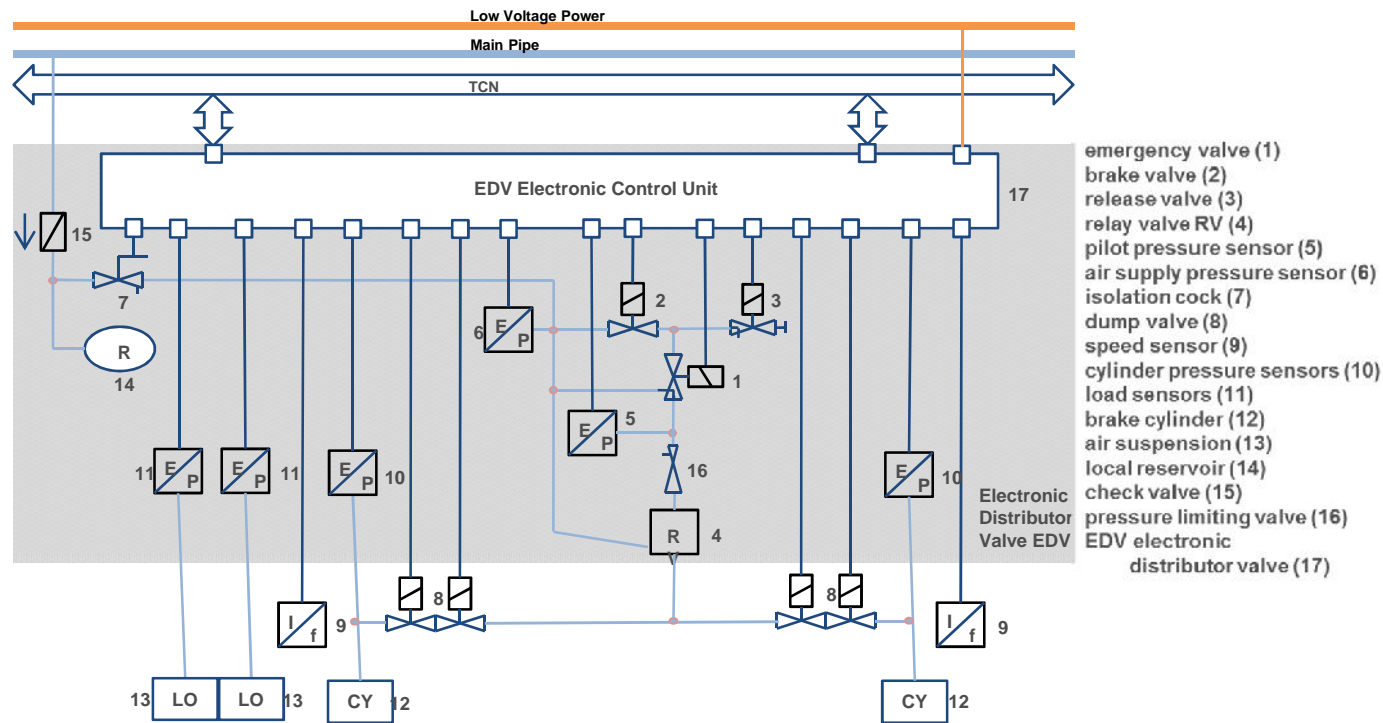 Low Voltage Power
Main Pipe
TCN
EDV Electronic Control Unit
17
15
7
R
14
E
P
6
2
3
1
E
P
5
16
R
V
4
E
P
11
E
P
11
E
P
10
E
P
10
Electronic
Distributor
Valve EDV
I
f
9
8
8
I
f
9
13
LO
LO
13
CY
12
CY
12
emergency valve (1)
brake valve (2)
release valve (3)
relay valve RV (4)
pilot pressure sensor (5)
air supply pressure sensor (6)
isolation cock (7)
dump valve (8)
speed sensor (9)
cylinder pressure sensors (10)
load sensors (11)
brake cylinder (12)
air suspension (13)
local reservoir (14)
check valve (15)
pressure limiting valve (16)
EDV electronic
distributor valve (17)